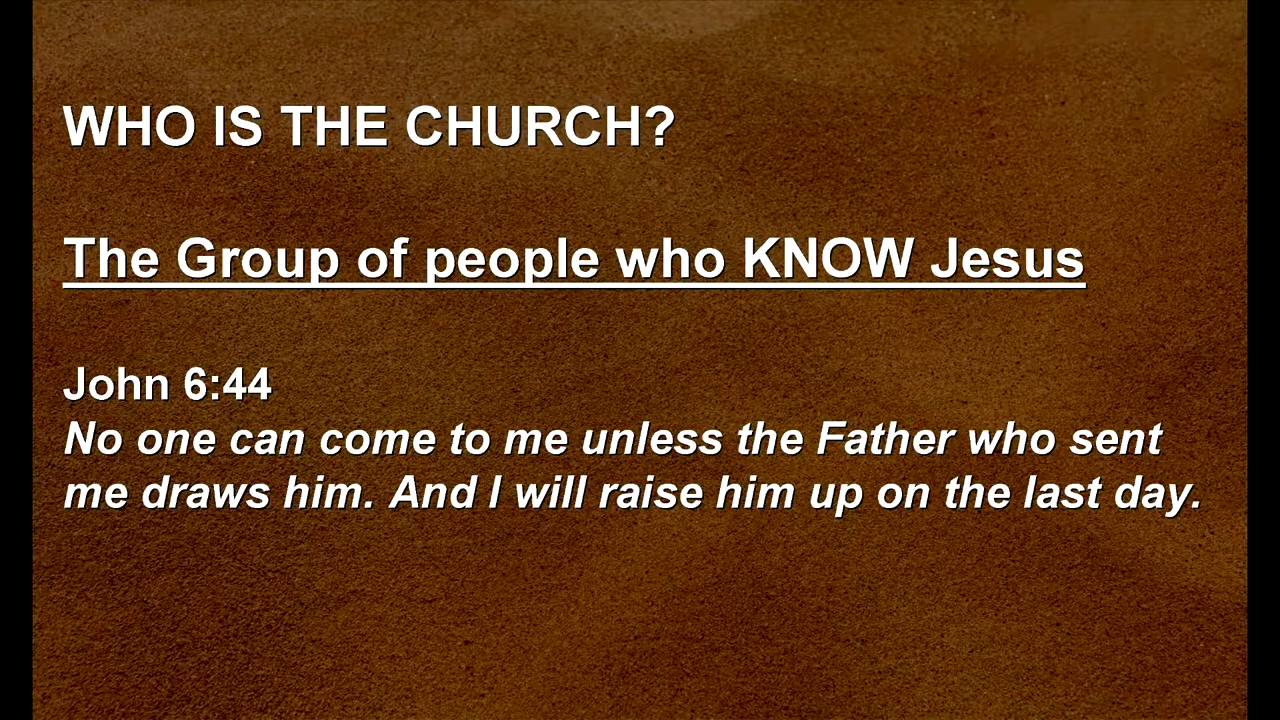 WHO IS THE CHURCH?
The Group of people who KNOW Jesus
John 6:44
No one can come to me unless the Father who sent
me draws him. And I will raise him up on the last day.